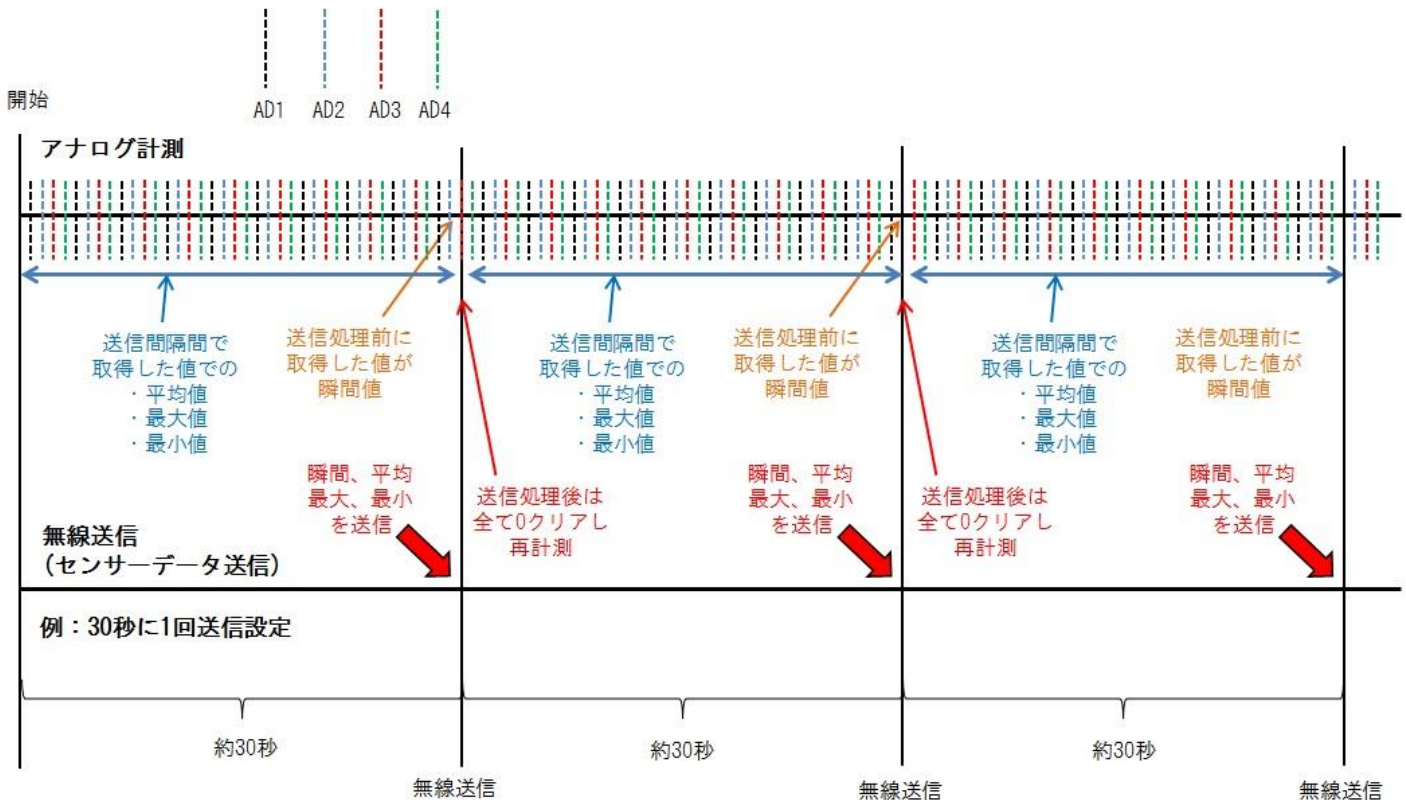 AD1 AD2 AD3 AD4
開始
アナログ計測
送信間隔間で
取得した値での
・平均値
・最大値
・最小値
送信処理前に
取得した値が
瞬間値
送信間隔間で
取得した値での
・平均値
・最大値
・最小値
送信処理前に
取得した値が
瞬間値
送信間隔間で
取得した値での
・平均値
・最大値
・最小値
送信処理前に
取得した値が
瞬間値
瞬間、平均
最大、最小
を送信
送信処理後は
全て0クリアし
再計測
瞬間、平均
最大、最小
を送信
送信処理後は
全て0クリアし
再計測
瞬間、平均
最大、最小
を送信
無線送信
(センサーデータ送信)
例：30秒に1回送信設定
約30秒
約30秒
約30秒
無線送信
無線送信
無線送信